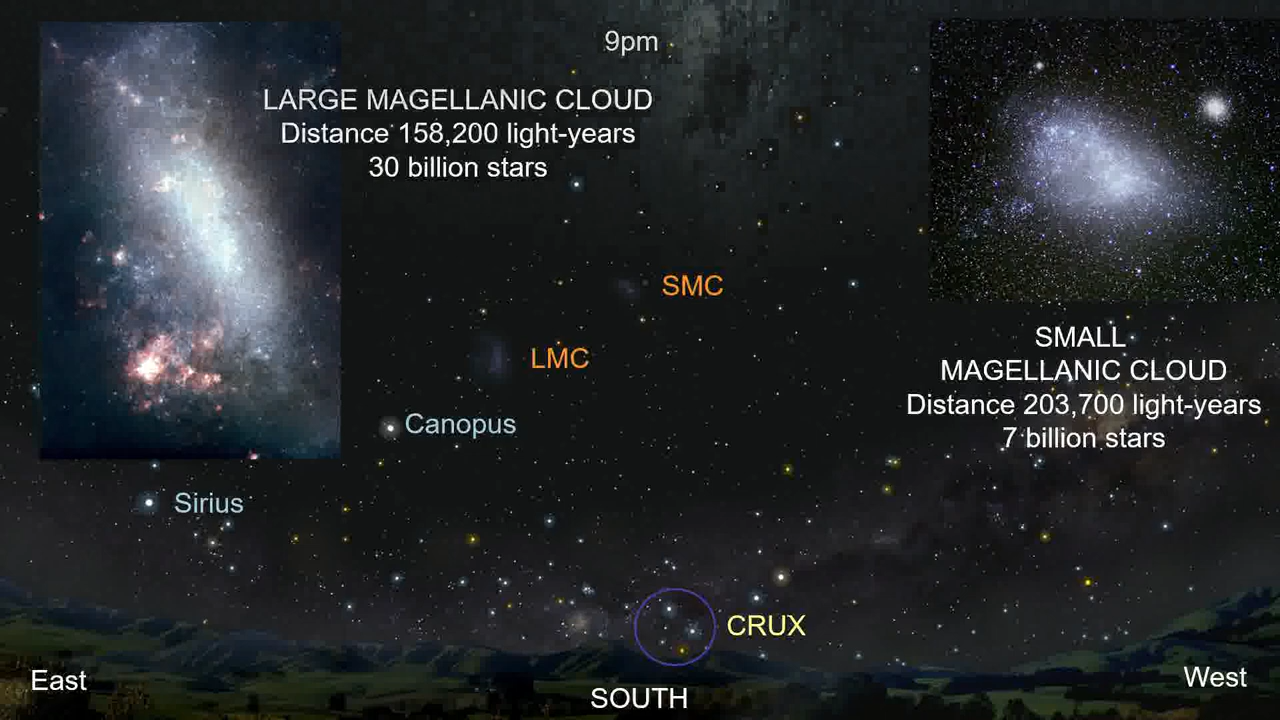 9pm
LARGE MAGELLANIC CLOUD
Distance 158,200 light-years
30 billion stars
SMC
LMC
SMALL
MAGELLANIC CLOUD
Distance 203,700 light-years
7 billion stars
Canopus
Sirius
CRUX
East
SOUTH
West